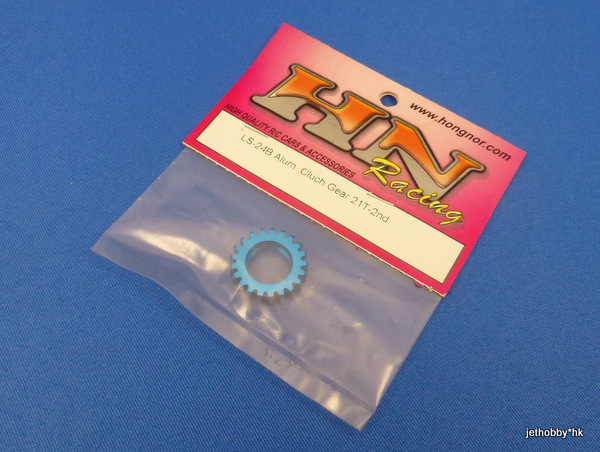 www.hongnor.com
HN
Racing
HIGH QUALITY R/C CARS & ACCESSORIES
LS-24B Alum. Cluch Gear 21T-2nd
jethobby*hk